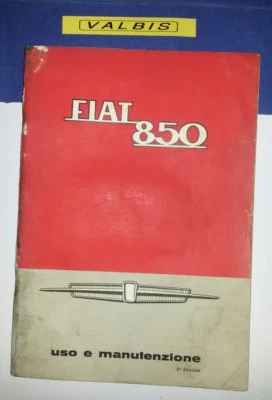 VALBIS
FIAT
850
uso e manutenzione